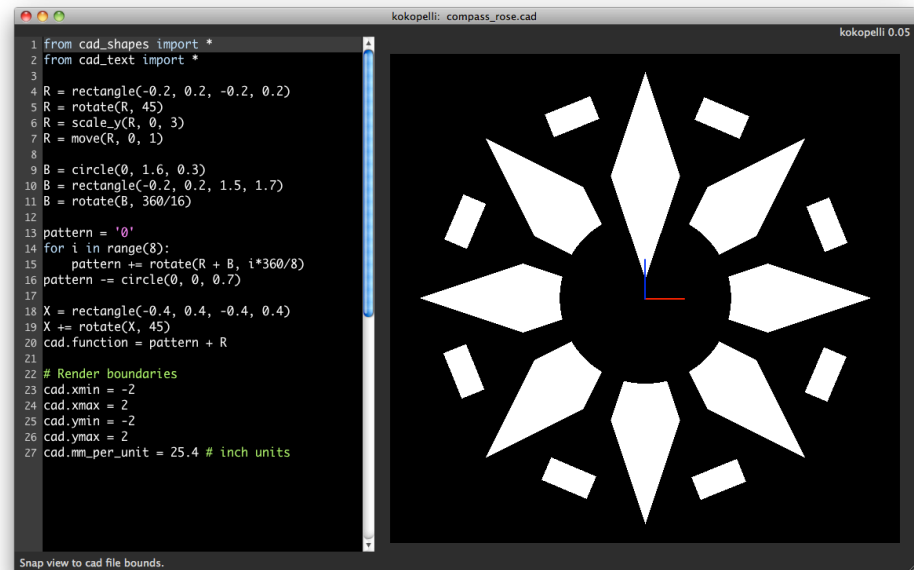 kokopelli: compass_rose.cad
kokopelli 0.05
1 from cad_shapes import *
2 from cad_text import *
3
4 R = rectangle(-0.2, 0.2, -0.2, 0.2)
5 R = rotate(R, 45)
6 R = scale_y(R, 0, 3)
7 R = move(R, 0, 1)
8
9 B = circle(0, 1.6, 0.3)
10 B = rectangle(-0.2, 0.2, 1.5, 1.7)
11 B = rotate(B, 360/16)
12
13 pattern = '0'
14 for i in range(8):
15     pattern += rotate(R + B, i*360/8)
16 pattern -= circle(0, 0, 0.7)
17
18 X = rectangle(-0.4, 0.4, -0.4, 0.4)
19 X += rotate(X, 45)
20 cad.function = pattern + R
21
22 # Render boundaries
23 cad.xmin = -2
24 cad.xmax = 2
25 cad.ymin = -2
26 cad.ymax = 2
27 cad.mm_per_unit = 25.4 # inch units
Snap view to cad file bounds.